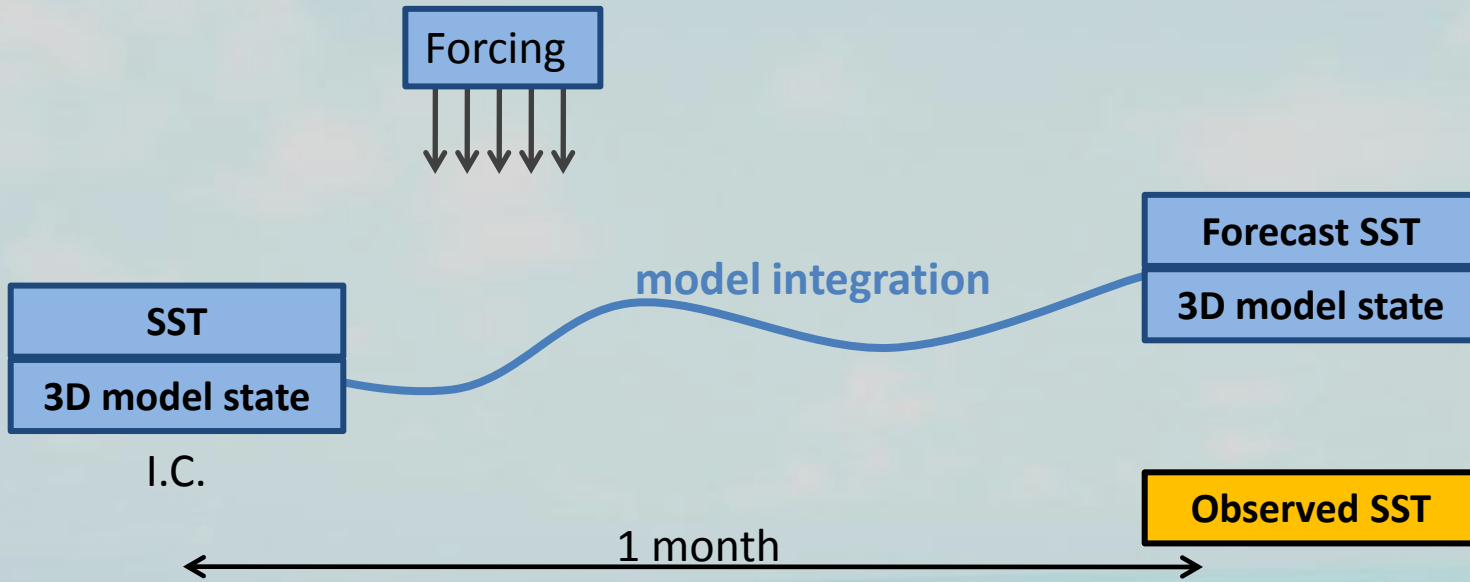 Forcing
Forecast SST
model integration
3D model state
SST
3D model state
I.C.
Observed SST
1 month